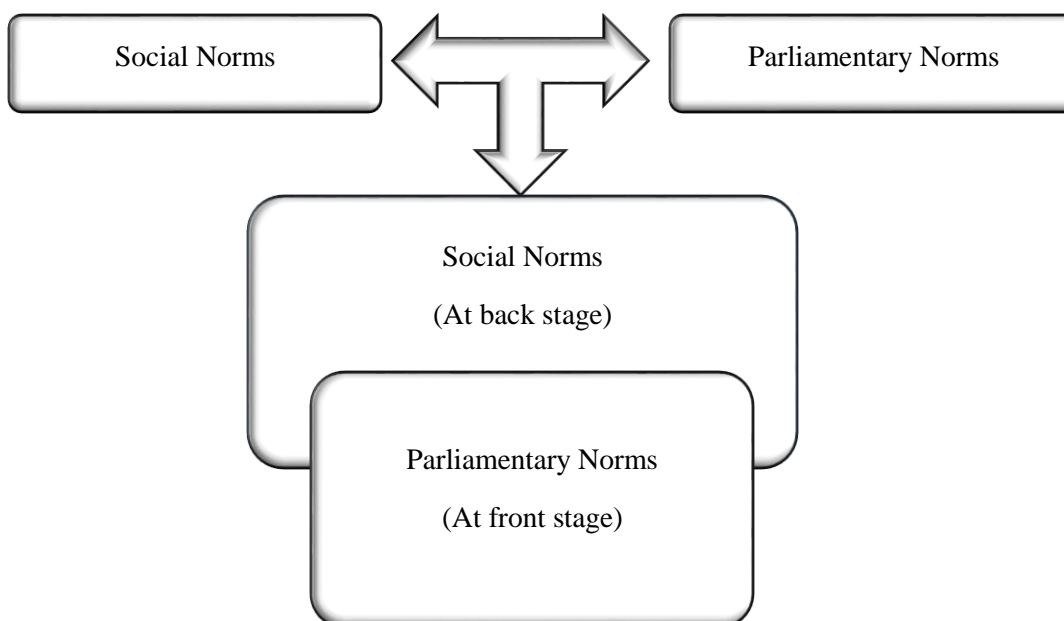 Social Norms
Parliamentary Norms
Social Norms
(At back stage)
Parliamentary Norms
(At front stage)